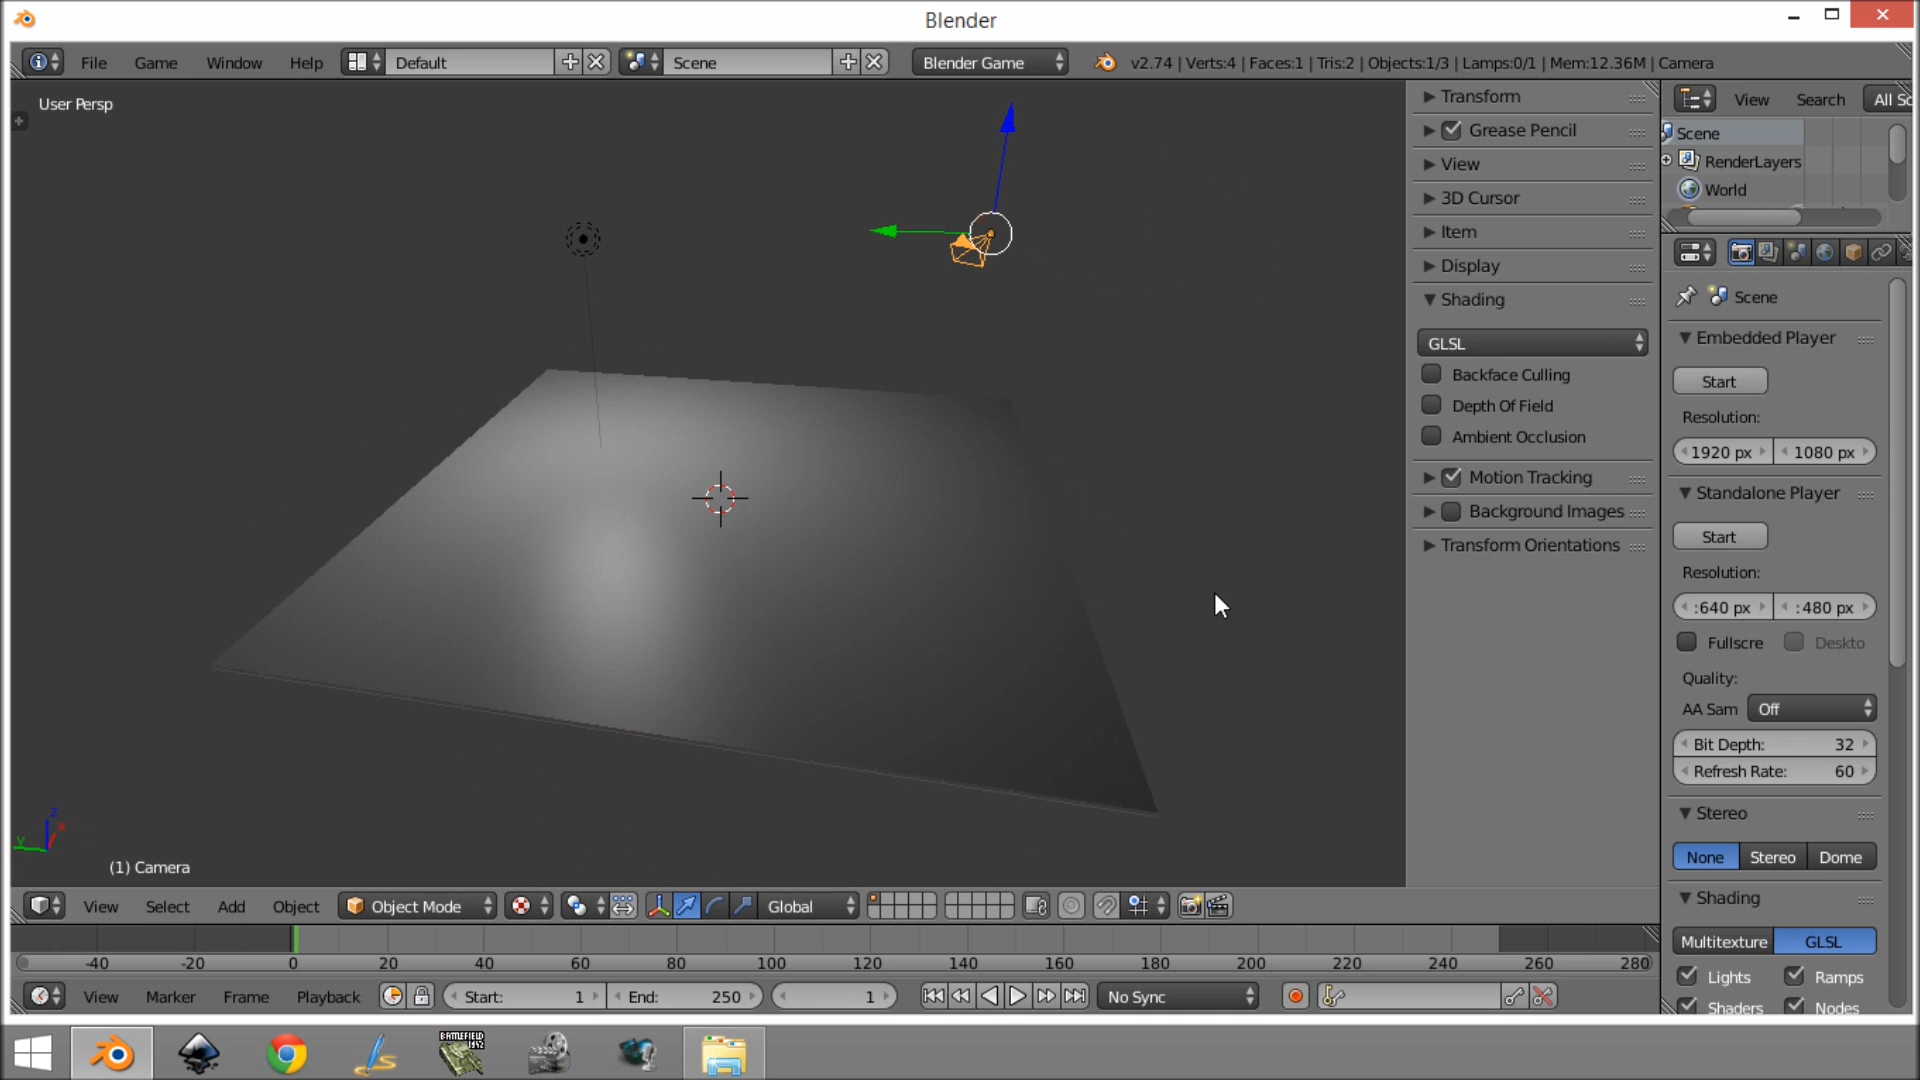 Blender
File Game Window Help Default Scene Blender Game v2.74 | Verts:4 | Faces:1 | Tris:2 | Objects:1/3 | Lamps:0/1 | Mem:12.36M | Camera
User Persp
Transform
Grease Pencil
View
3D Cursor
Item
Display
Shading
GLSL
Backface Culling
Depth Of Field
Ambient Occlusion
Motion Tracking
Background Images
Transform Orientations
View Search All Sc
Scene
RenderLayers
World
Scene
Embedded Player
Start
Resolution:
1920 px 1080 px
Standalone Player
Start
Resolution:
:640 px :480 px
Fullscre Deskto
Quality:
AA Sam Off
Bit Depth: 32
Refresh Rate: 60
Stereo
None Stereo Dome
Shading
Multitexture GLSL
Lights Ramps
Shaders Nodes
z
x
y
(1) Camera
View Select Add Object Object Mode Global
-40 -20 0 20 40 60 80 100 120 140 160 180 200 220 240 260 280
View Marker Frame Playback Start: 1 End: 250 1 No Sync
BATTLEFIELD
1942